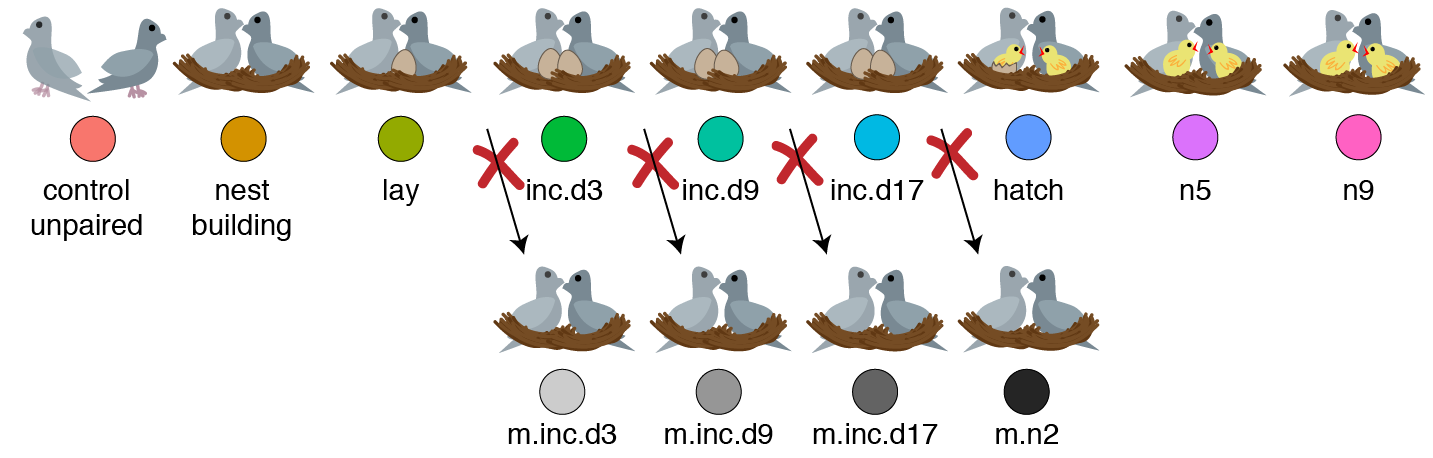 control
unpaired
nest
building
lay
inc.d3
inc.d9
inc.d17
hatch
n5
n9
m.inc.d3
m.inc.d9
m.inc.d17
m.n2